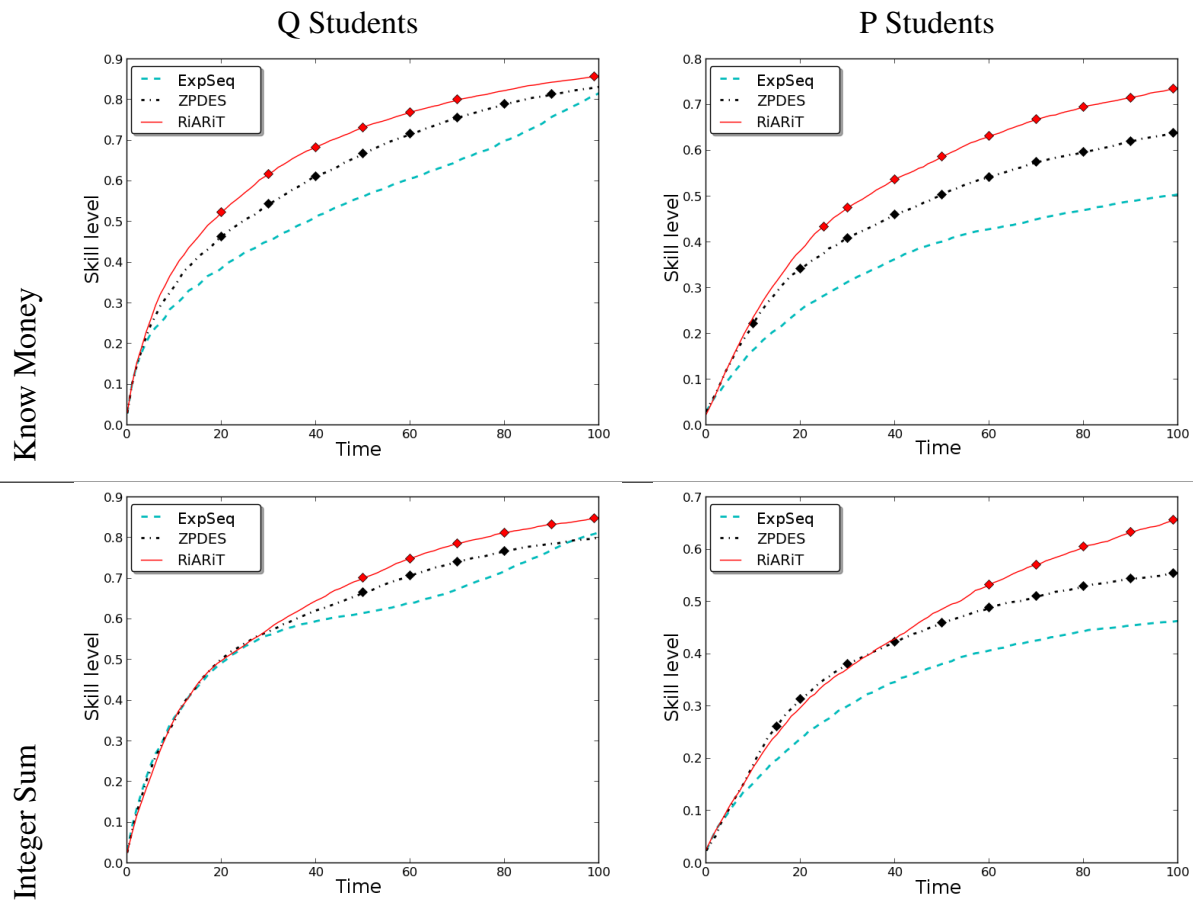 Q Students
P Students
Know Money
0.9
0.8
0.7
0.6
0.5
0.4
0.3
0.2
0.1
0.0
Skill level
ExpSeq
ZPDES
RiARiT
0 20 40 60 80 100
Time
0.8
0.7
0.6
0.5
0.4
0.3
0.2
0.1
0.0
Skill level
ExpSeq
ZPDES
RiARiT
0 20 40 60 80 100
Time
Integer Sum
0.9
0.8
0.7
0.6
0.5
0.4
0.3
0.2
0.1
0.0
Skill level
ExpSeq
ZPDES
RiARiT
0 20 40 60 80 100
Time
0.7
0.6
0.5
0.4
0.3
0.2
0.1
0.0
Skill level
ExpSeq
ZPDES
RiARiT
0 20 40 60 80 100
Time